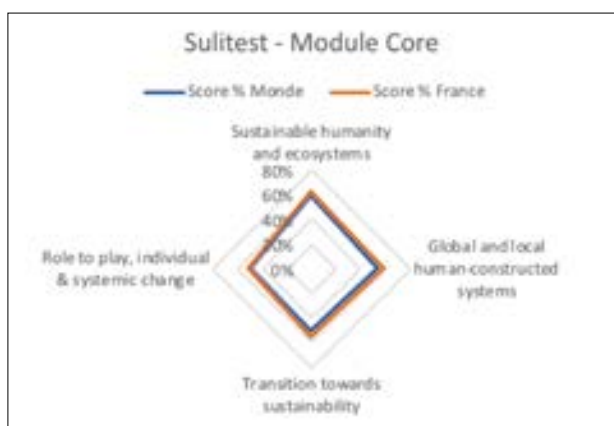 Sulitest - Module Core
Score % Monde
Score % France
Sustainable humanity
and ecosystems
80%
60%
40%
20%
0%
Role to play, individual
& systemic change
Global and local
human-constructed
systems
Transition towards
sustainability